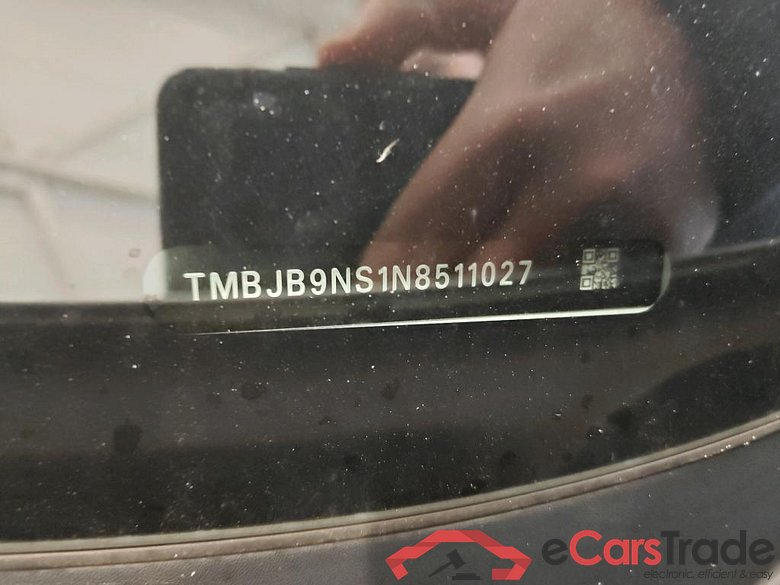 TMBJB9NS1N8511027
eCarsTrade
electronic, efficient & easy